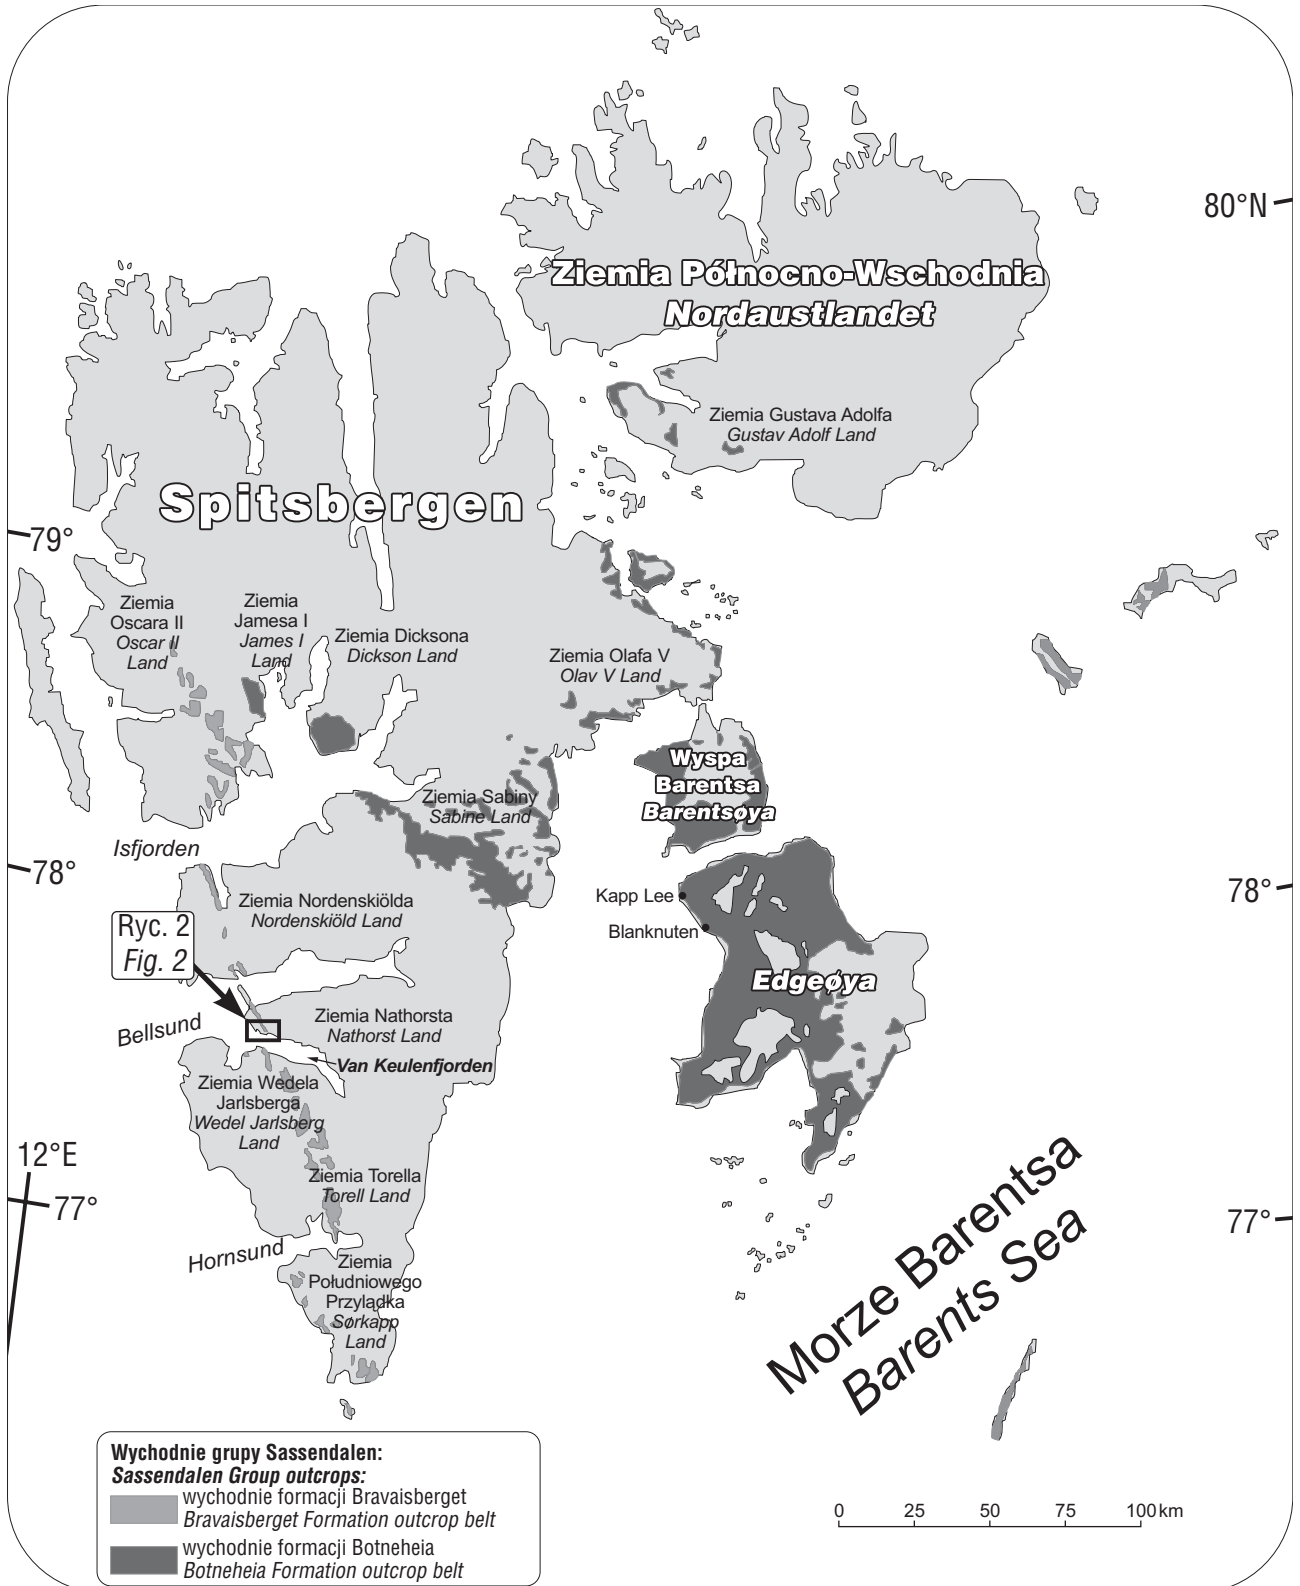 80°N
Ziemia Północno-Wschodnia
Nordaustlandet
Ziemia Gustava Adolfa
Gustav Adolf Land
Spitsbergen
79°
Ziemia
Oscara II
Oscar II
Land
Ziemia
Jamesa I
James I
Land
Ziemia Dicksona
Dickson Land
Ziemia Olafa V
Olav V Land
Wyspa
Barentsa
Barentsøya
Ziemia Sabiny
Sabine Land
Isfjorden
78°
78°
Kapp Lee
Blanknuten
Ziemia Nordenskiölda
Nordenskiöld Land
Ryc. 2
Fig. 2
Edgeøya
Ziemia Nathorsta
Nathorst Land
Bellsund
Van Keulenfjorden
Ziemia Wedela
Jarlsberga
Wedel Jarlsberg
Land
12°E
77°
77°
Ziemia Torella
Torell Land
Hornsund
Ziemia
Południowego
Przylądka
Sørkapp
Land
Morze Barentsa
Barents Sea
Wychodnie grupy Sassendalen:
Sassendalen Group outcrops:
wychodnie formacji Bravaisberget
Bravaisberget Formation outcrop belt
wychodnie formacji Botneheia
Botneheia Formation outcrop belt
0 25 50 75 100 km